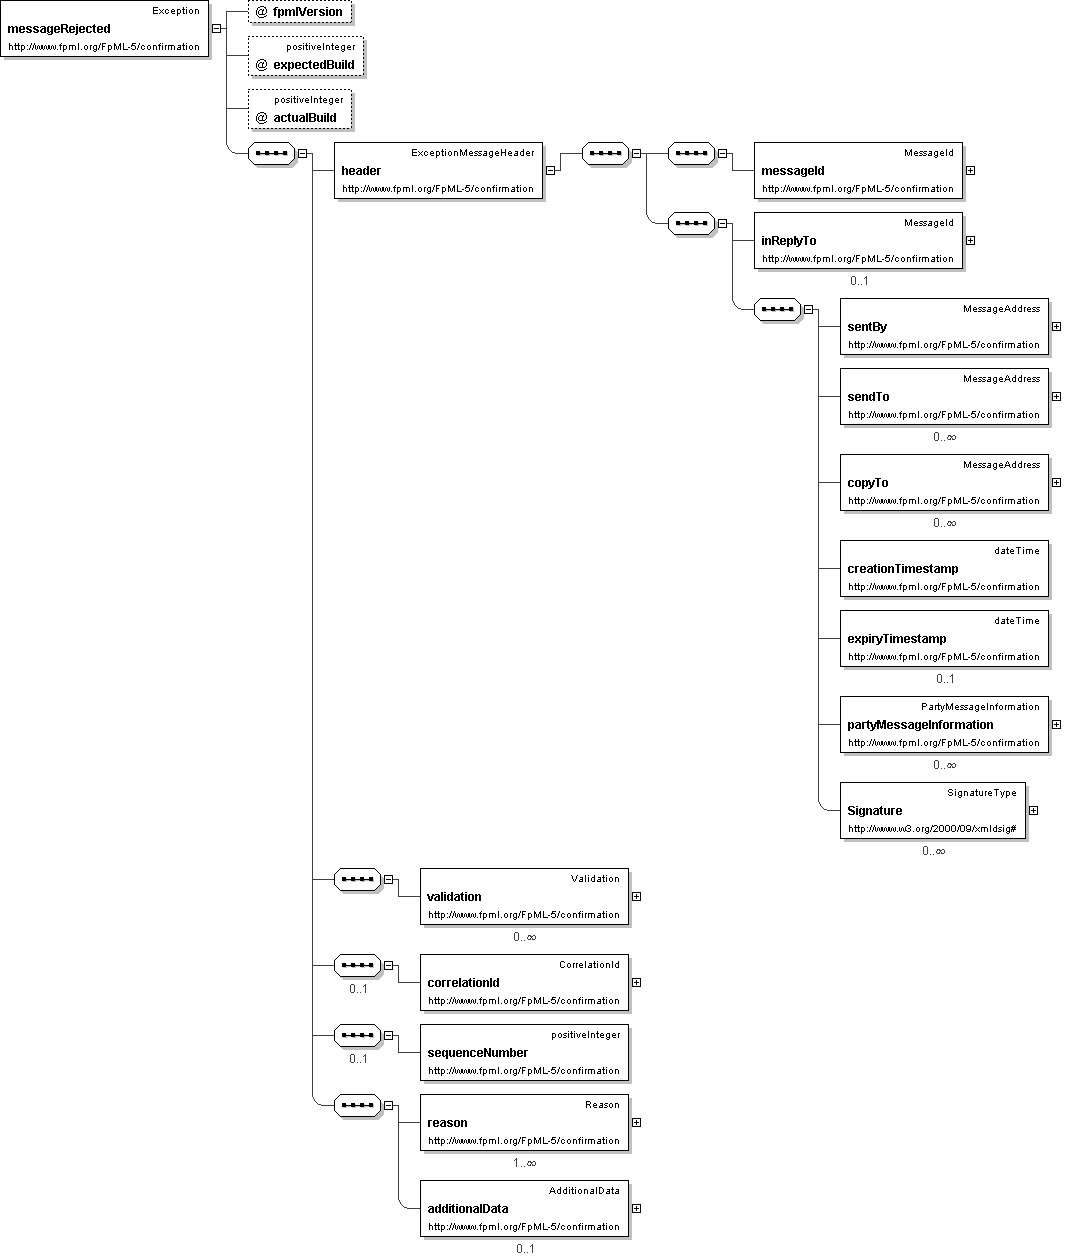 Exception
messageRejected
http://www.fpml.org/FpML-5/confirmation
@ fpmlVersion
positiveInteger
@ expectedBuild
positiveInteger
@ actualBuild
ExceptionMessageHeader
header
http://www.fpml.org/FpML-5/confirmation
MessageId
messageId
http://www.fpml.org/FpML-5/confirmation
MessageId
inReplyTo
http://www.fpml.org/FpML-5/confirmation
0..1
MessageAddress
sentBy
http://www.fpml.org/FpML-5/confirmation
MessageAddress
sendTo
http://www.fpml.org/FpML-5/confirmation
0..∞
MessageAddress
copyTo
http://www.fpml.org/FpML-5/confirmation
0..∞
dateTime
creationTimestamp
http://www.fpml.org/FpML-5/confirmation
dateTime
expiryTimestamp
http://www.fpml.org/FpML-5/confirmation
0..1
PartyMessageInformation
partyMessageInformation
http://www.fpml.org/FpML-5/confirmation
0..∞
SignatureType
Signature
http://www.w3.org/2000/09/xmldsig#
0..∞
Validation
validation
http://www.fpml.org/FpML-5/confirmation
0..∞
CorrelationId
correlationId
http://www.fpml.org/FpML-5/confirmation
0..1
positiveInteger
sequenceNumber
http://www.fpml.org/FpML-5/confirmation
0..1
Reason
reason
http://www.fpml.org/FpML-5/confirmation
1..∞
AdditionalData
additionalData
http://www.fpml.org/FpML-5/confirmation
0..1